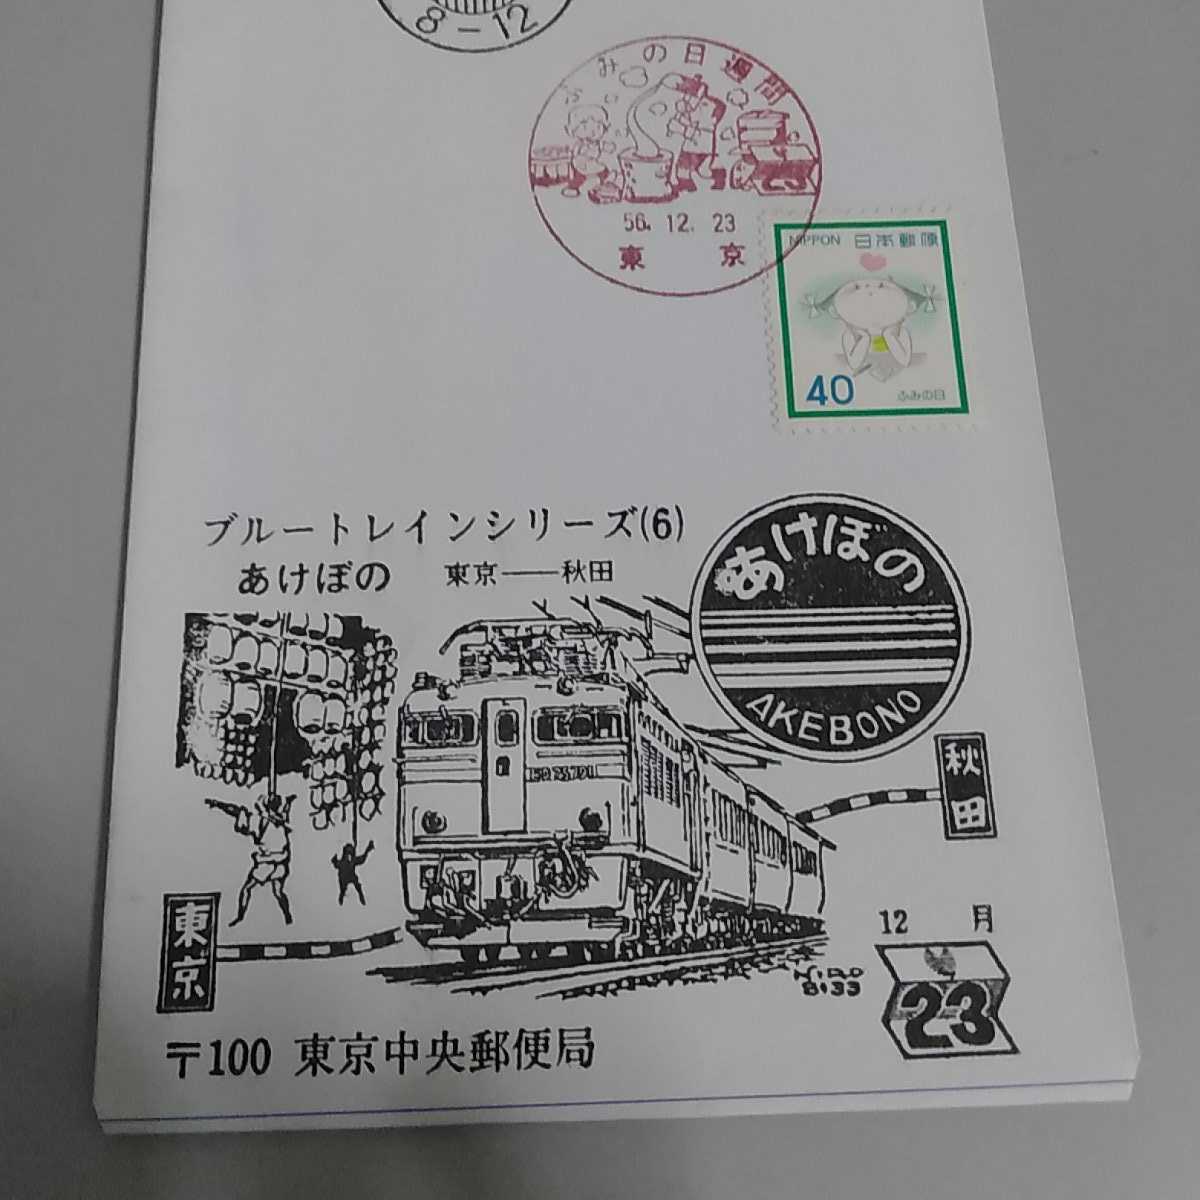 8-12
ふみの日週間
56. 12. 23
東京
NIPPON 日本郵便
40
ふみの日
ブルートレインシリーズ(6)
あけぼの 東京——秋田
あけぼの
AKEBONO
秋田
東京
12 月
23
〒100 東京中央郵便局